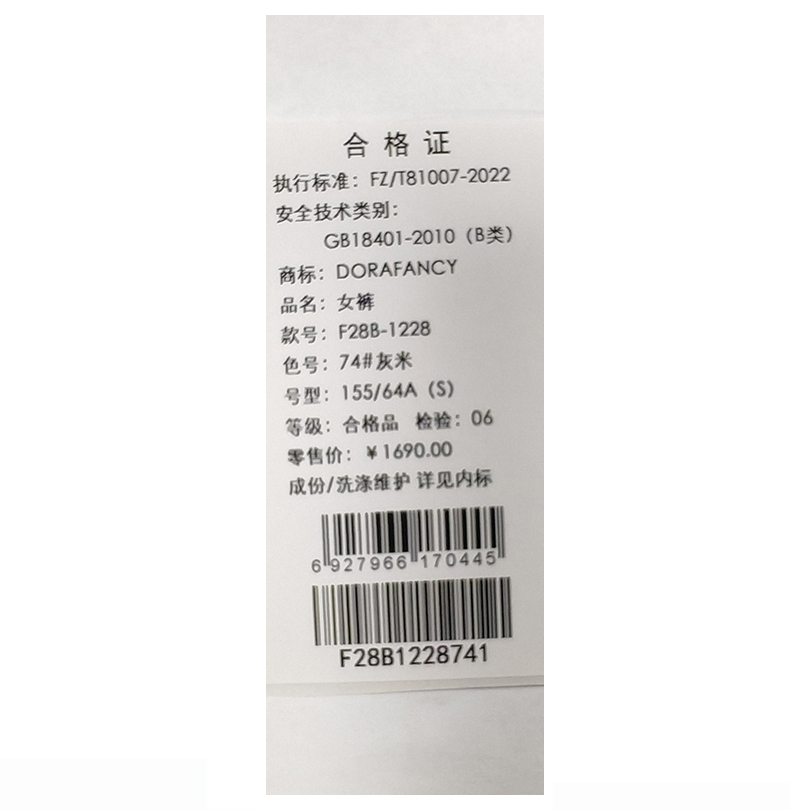 合格证
执行标准：FZ/T81007-2022
安全技术类别：
GB18401-2010（B类）
商标：DORAFANCY
品名：女裤
款号：F28B-1228
色号：74#灰米
号型：155/64A（S）
等级：合格品 检验：06
零售价：￥1690.00
成份/洗涤维护 详见内标
6 927966 170445
F28B1228741